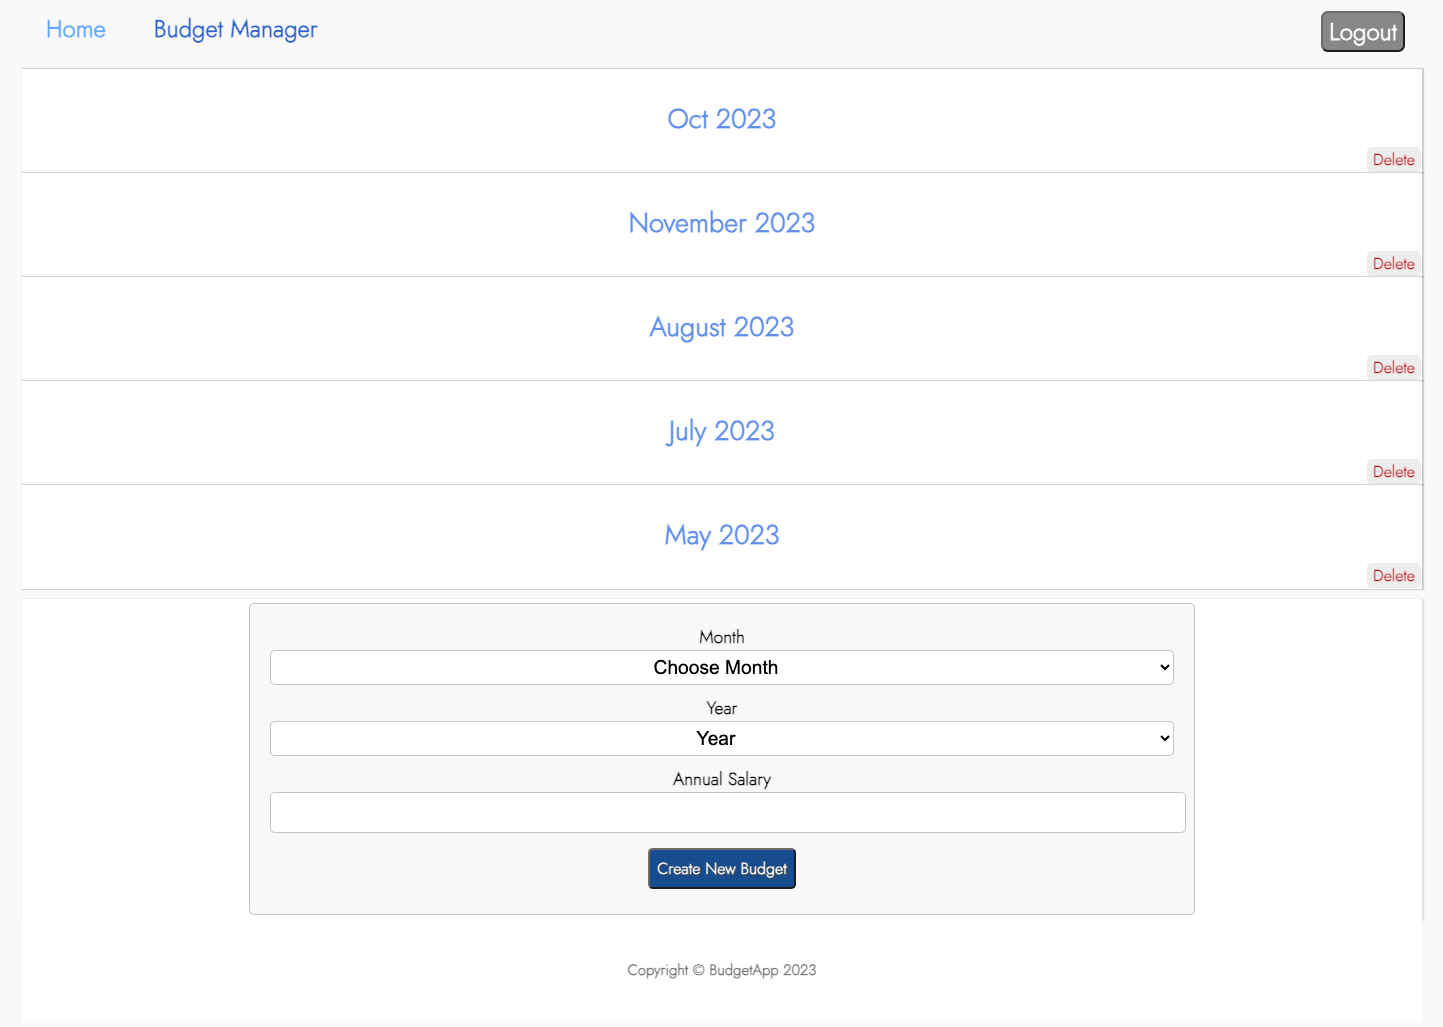 Home Budget Manager Logout
Oct 2023
Delete
November 2023
Delete
August 2023
Delete
July 2023
Delete
May 2023
Delete
Month
Choose Month
Year
Year
Annual Salary
Create New Budget
Copyright © BudgetApp 2023